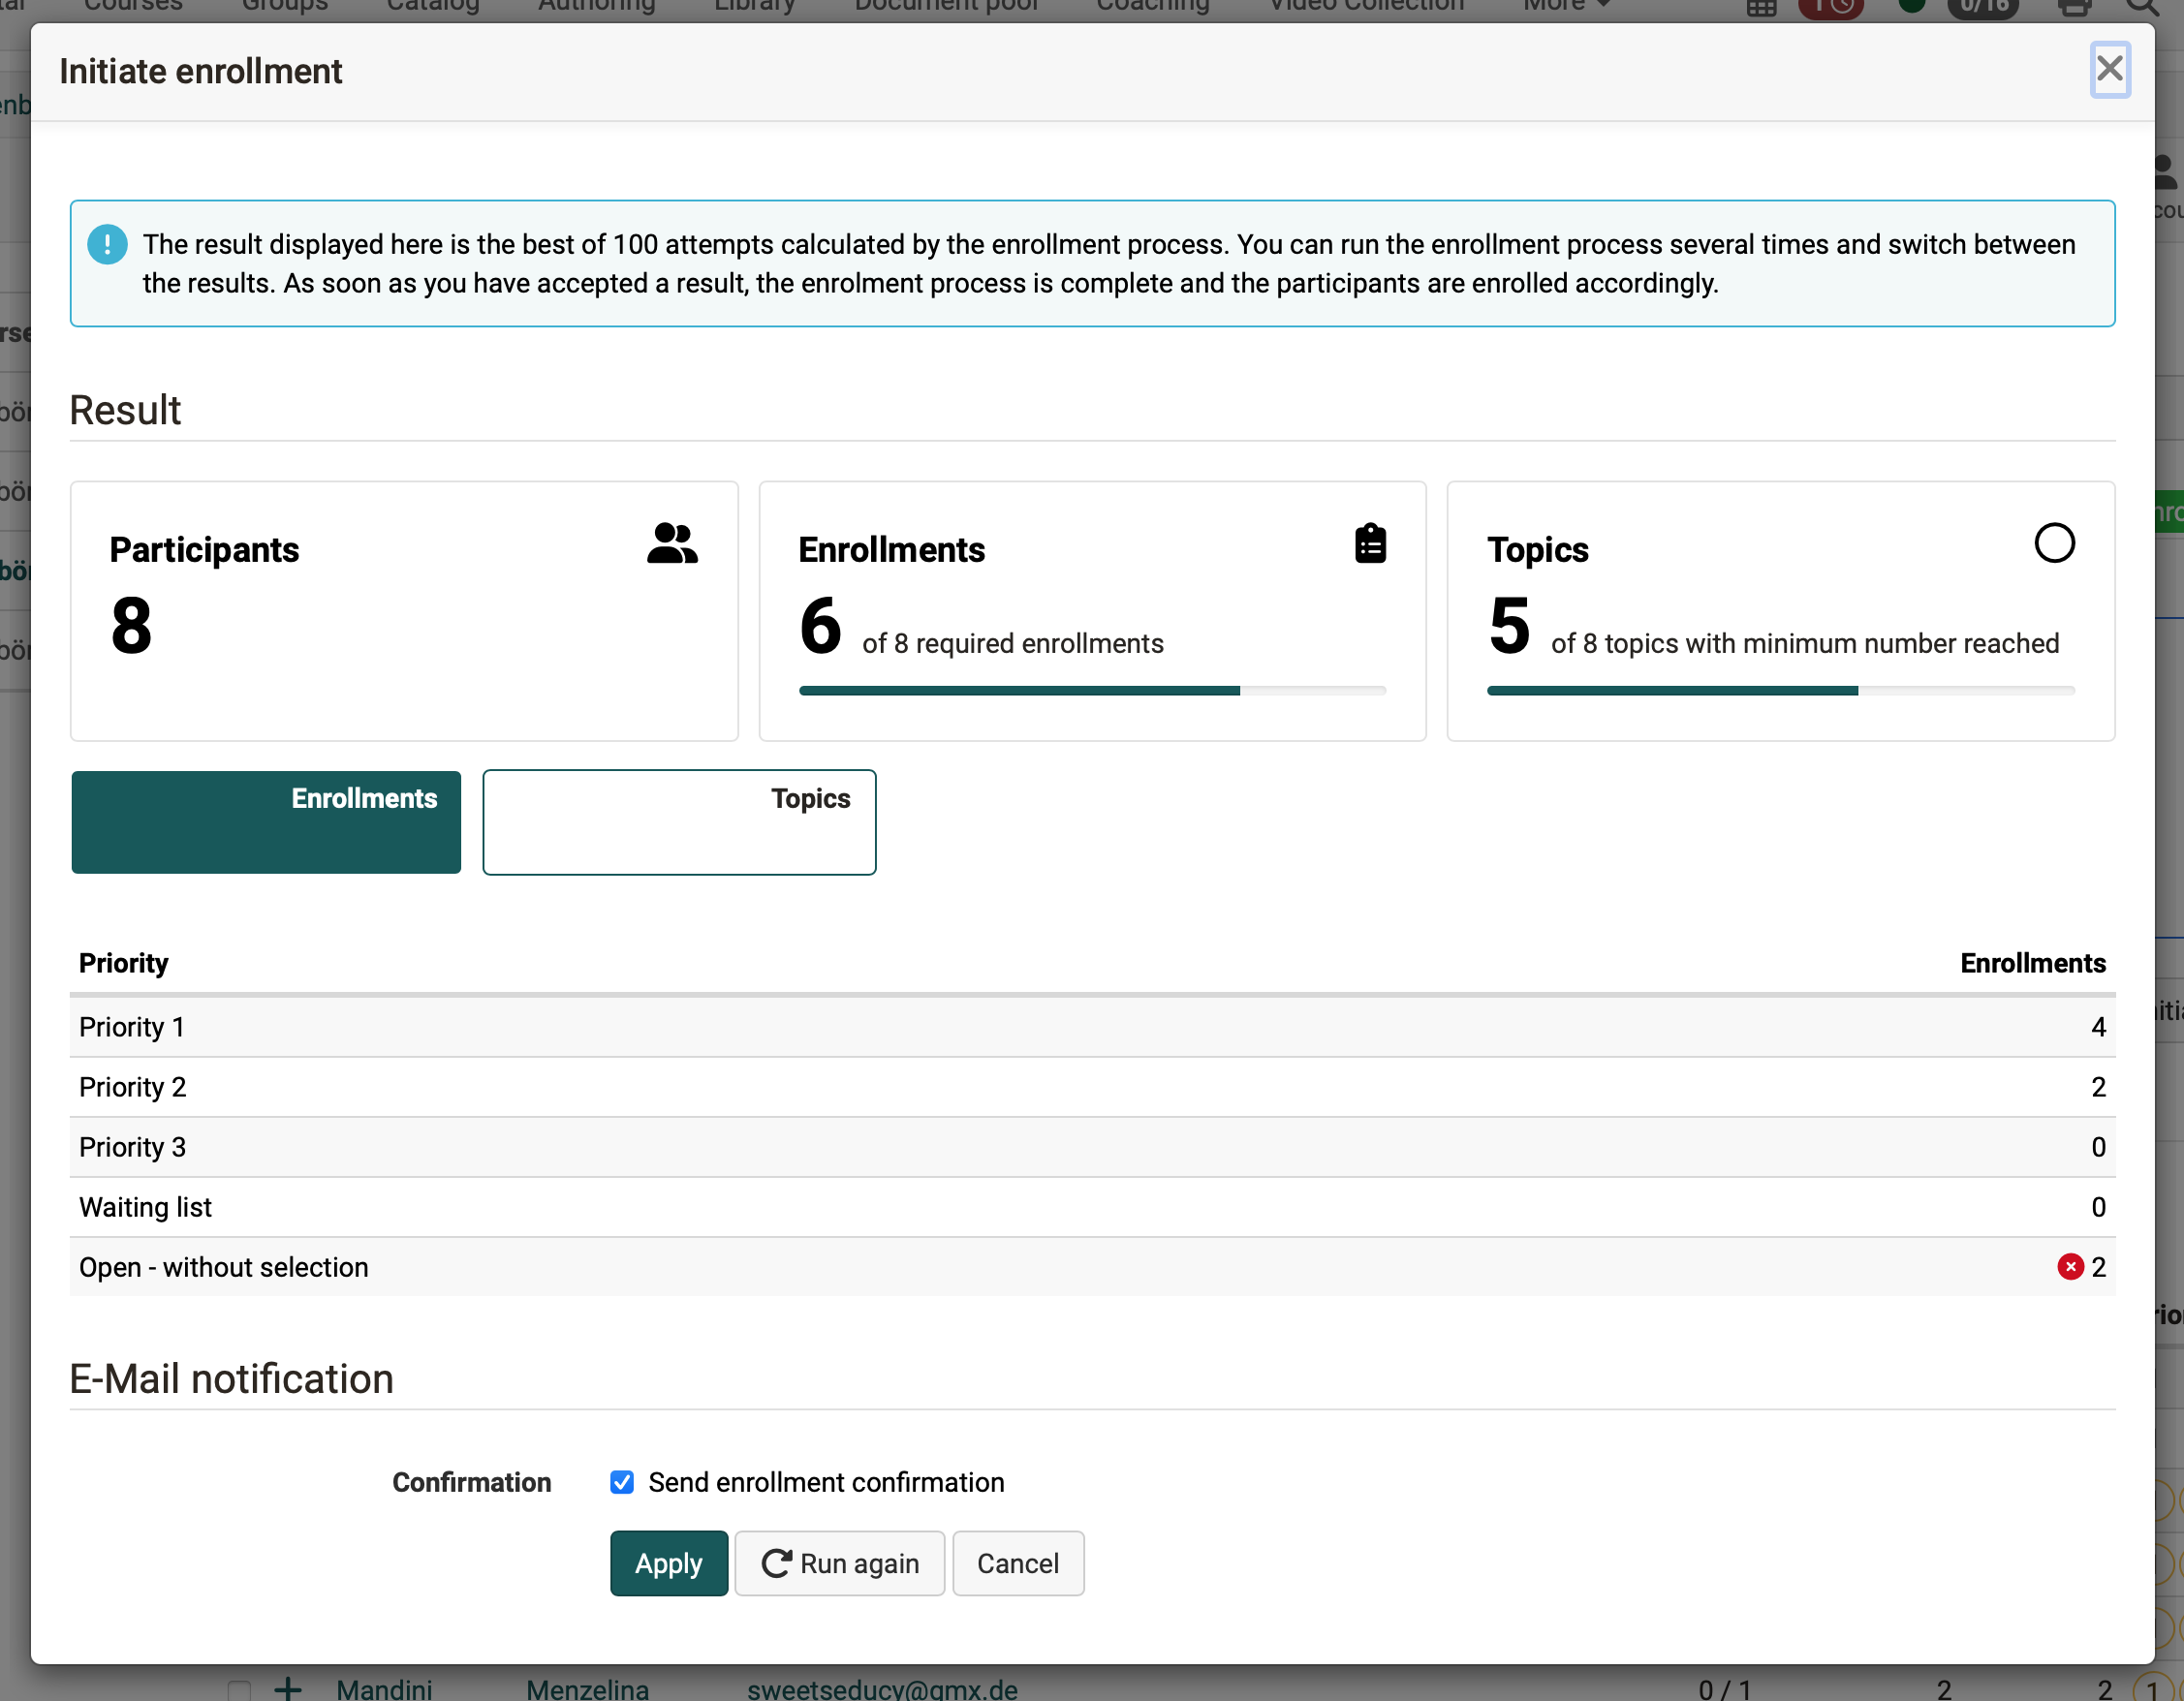 Courses Groups Catalog Authoring Library Document pool Coaching Video Collection More 1 0/16
Initiate enrollment
The result displayed here is the best of 100 attempts calculated by the enrollment process. You can run the enrollment process several times and switch between
the results. As soon as you have accepted a result, the enrolment process is complete and the participants are enrolled accordingly.
Result
Participants
8
Enrollments
6 of 8 required enrollments
Topics
5 of 8 topics with minimum number reached
Enrollments
Topics
Priority Enrollments
Priority 1 4
Priority 2 2
Priority 3 0
Waiting list 0
Open - without selection 2
E-Mail notification
Confirmation Send enrollment confirmation
Apply Run again Cancel
Mandini Menzelina sweetseducy@gmx.de 0 / 1 2 2 1